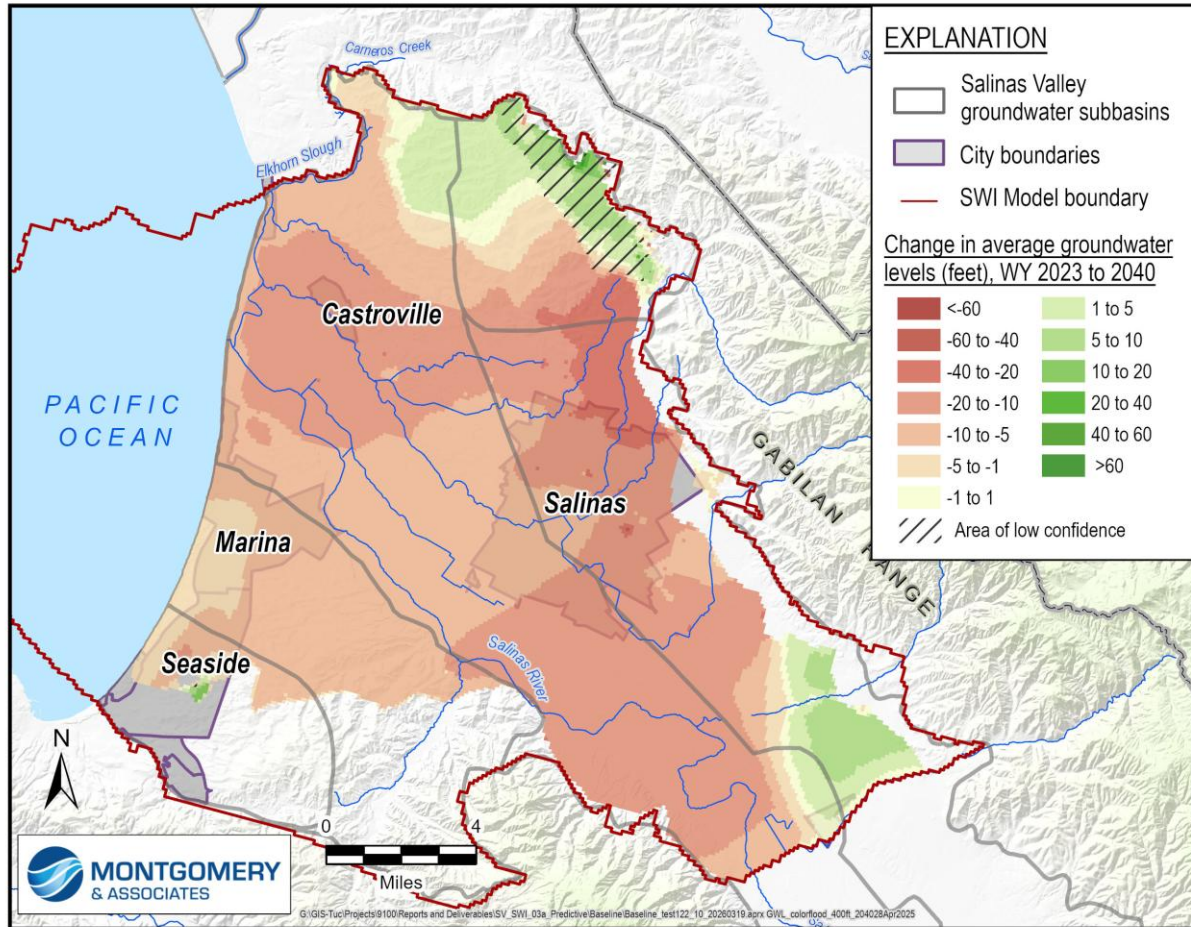 Carneros Creek
Elkhorn Slough
Castroville
PACIFIC
OCEAN
Salinas
Marina
Seaside
Salinas
River
GABILAN RANGE
N
0 4
Miles
MONTGOMERY
& ASSOCIATES
EXPLANATION
Salinas Valley
groundwater subbasins
City boundaries
SWI Model boundary
Change in average groundwater
levels (feet), WY 2023 to 2040
<-60
-60 to -40
-40 to -20
-20 to -10
-10 to -5
-5 to -1
-1 to 1
1 to 5
5 to 10
10 to 20
20 to 40
40 to 60
>60
Area of low confidence
G:\GIS-Tuc\Projects\9100\Reports and Deliverables\SV_SWI_03a_Predictive\Baseline\Baseline_test122_10_20260319.aprx GWL_colorflood_400ft_204028Apr2025